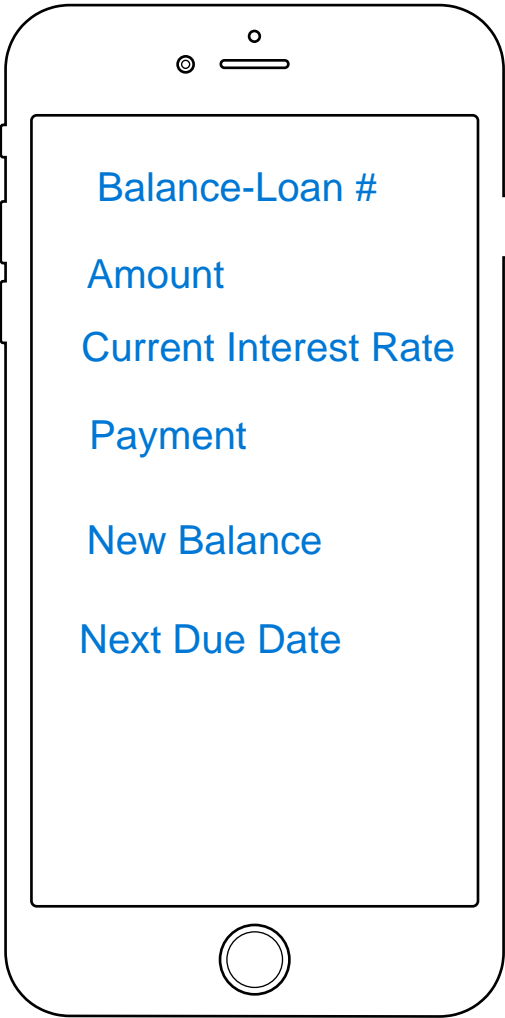 Balance-Loan #
Amount
Current Interest Rate
Payment
New Balance
Next Due Date